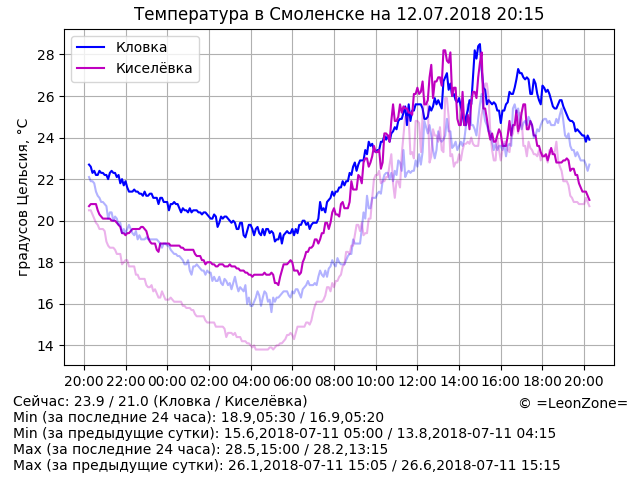 Температура в Смоленске на 12.07.2018 20:15
градусов Цельсия, °C
28
26
24
22
20
18
16
14
Кловка
Киселёвка
20:00 22:00 00:00 02:00 04:00 06:00 08:00 10:00 12:00 14:00 16:00 18:00 20:00
Сейчас: 23.9 / 21.0 (Кловка / Киселёвка)
© =LeonZone=
Min (за последние 24 часа): 18.9,05:30 / 16.9,05:20
Min (за предыдущие сутки): 15.6,2018-07-11 05:00 / 13.8,2018-07-11 04:15
Max (за последние 24 часа): 28.5,15:00 / 28.2,13:15
Max (за предыдущие сутки): 26.1,2018-07-11 15:05 / 26.6,2018-07-11 15:15